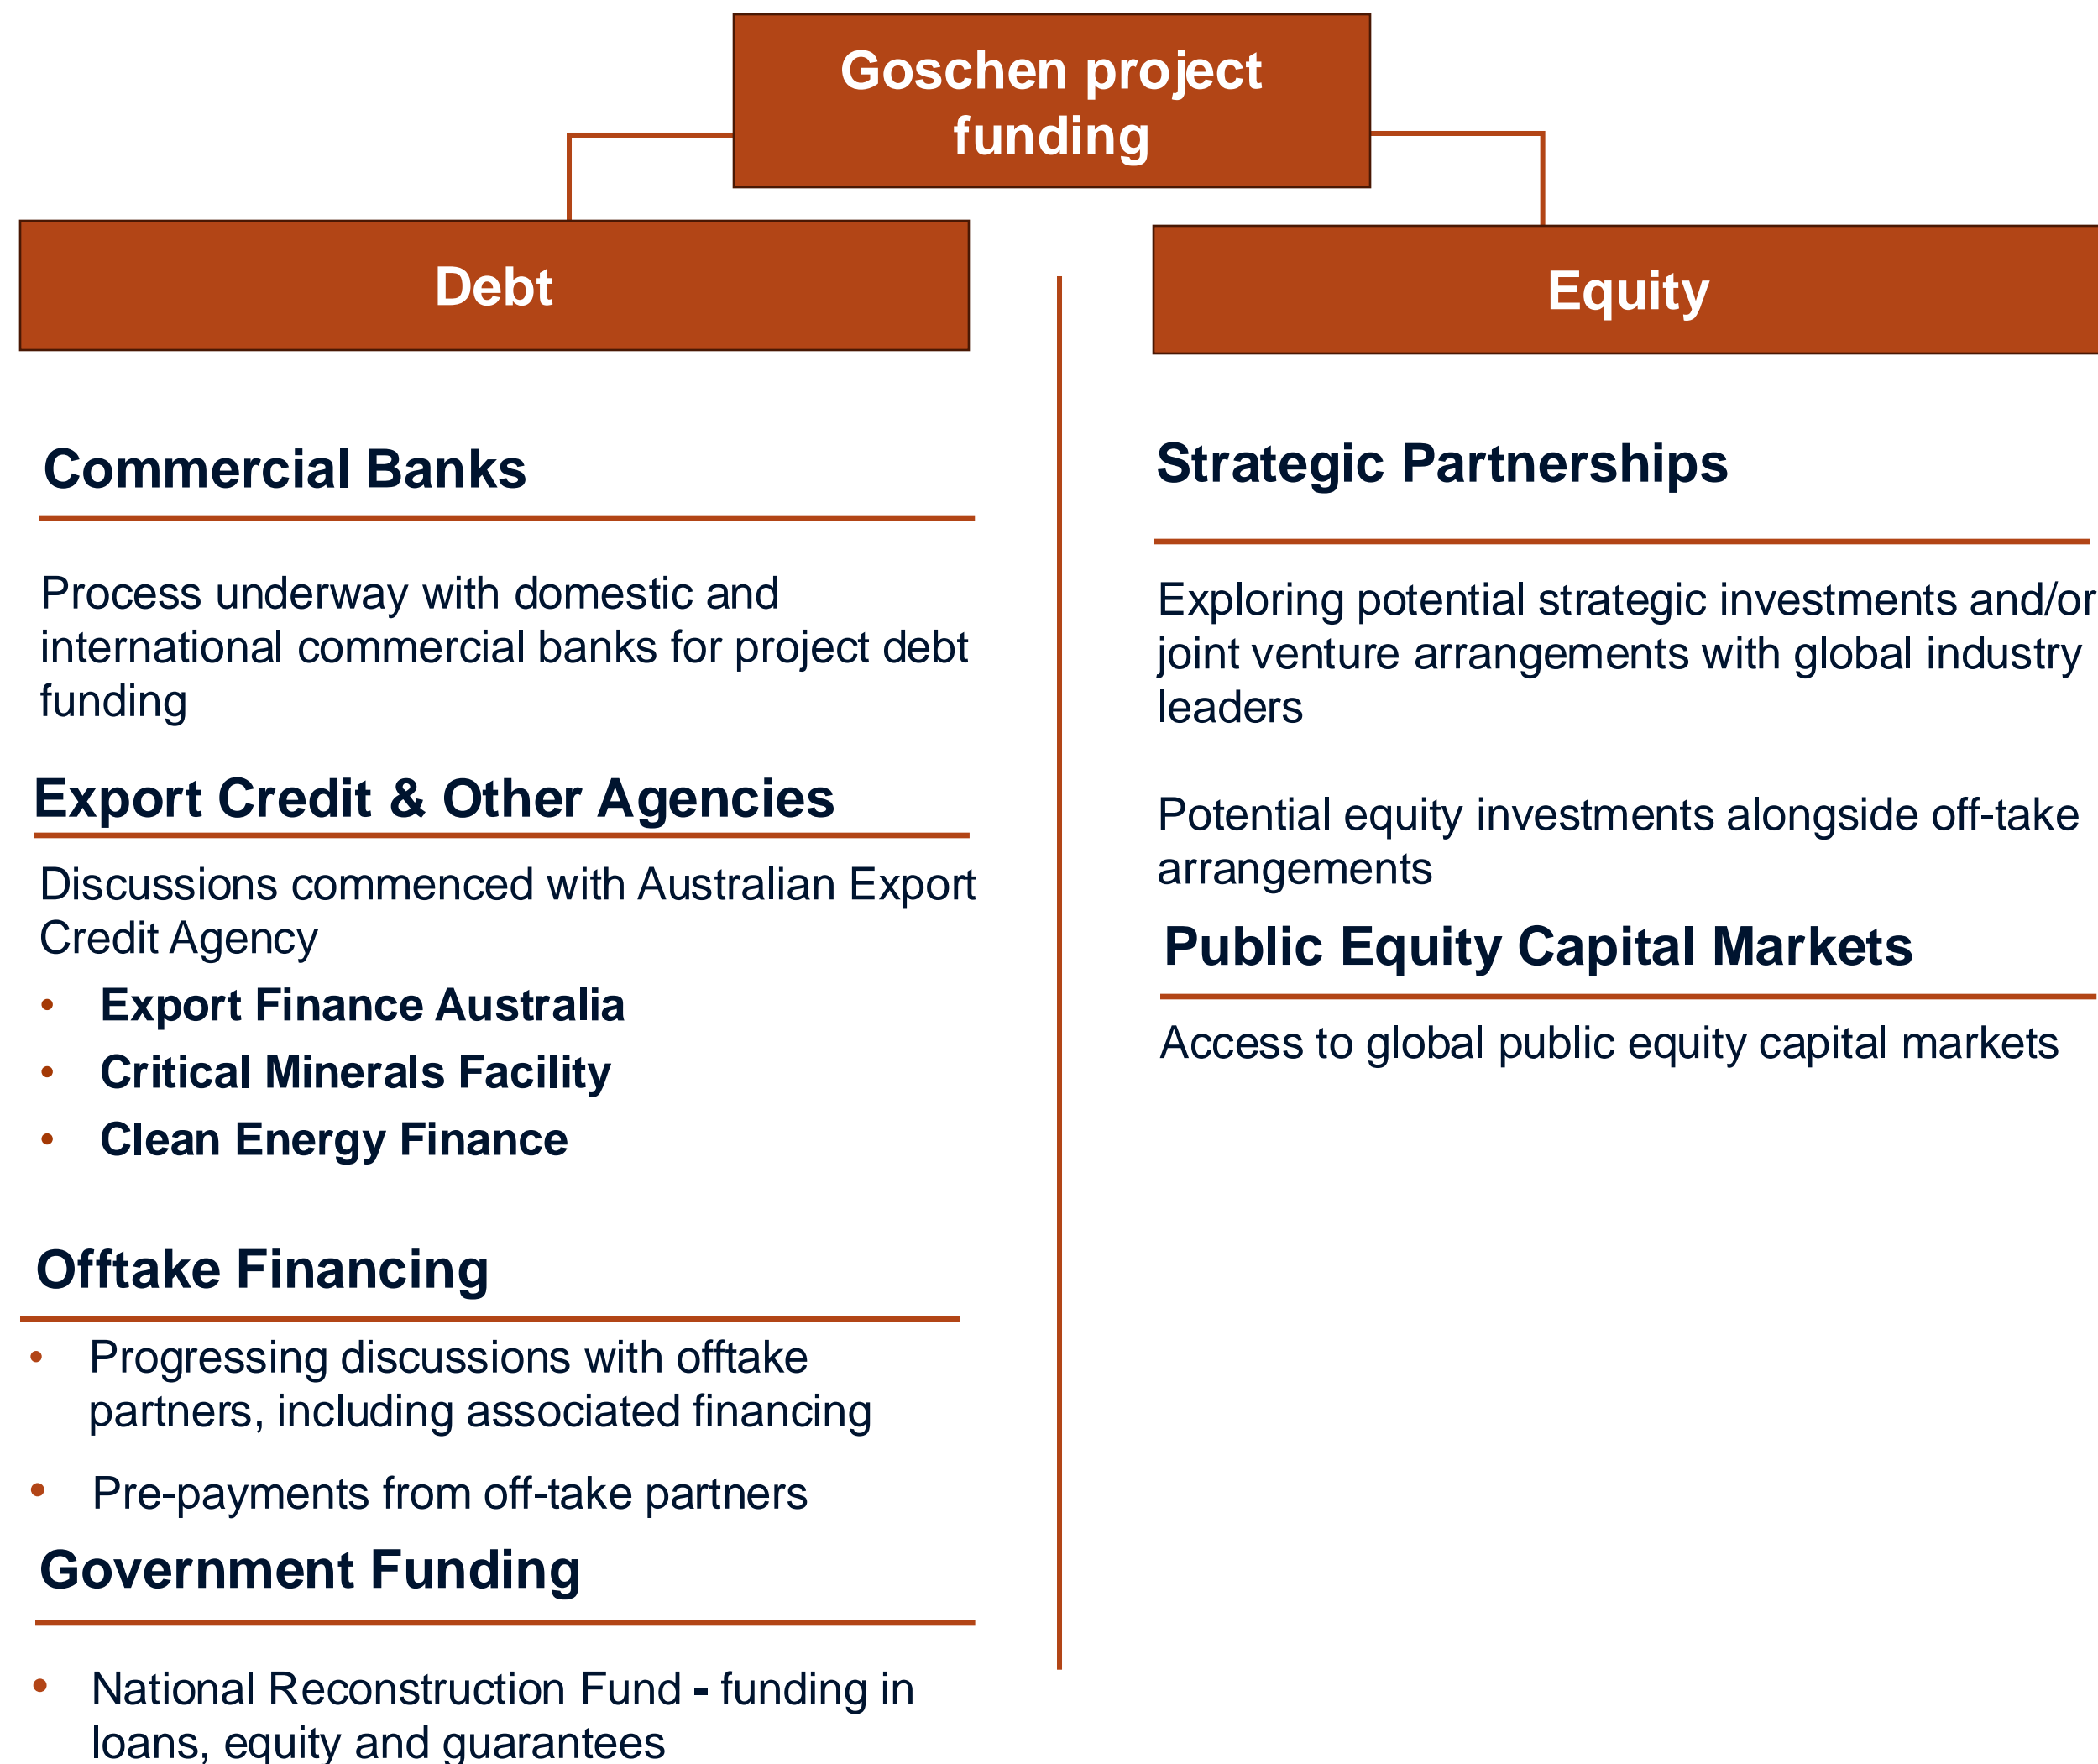 Goschen project
funding
Debt
Commercial Banks
Process underway with domestic and
international commercial banks for project debt
funding
Export Credit & Other Agencies
Discussions commenced with Australian Export
Credit Agency
• Export Finance Australia
• Critical Minerals Facility
• Clean Energy Finance
Offtake Financing
• Progressing discussions with offtake
partners, including associated financing
• Pre-payments from off-take partners
Government Funding
• National Reconstruction Fund - funding in
loans, equity and guarantees
Equity
Strategic Partnerships
Exploring potential strategic investments and/or
joint venture arrangements with global industry
leaders
Potential equity investments alongside off-take
arrangements
Public Equity Capital Markets
Access to global public equity capital markets